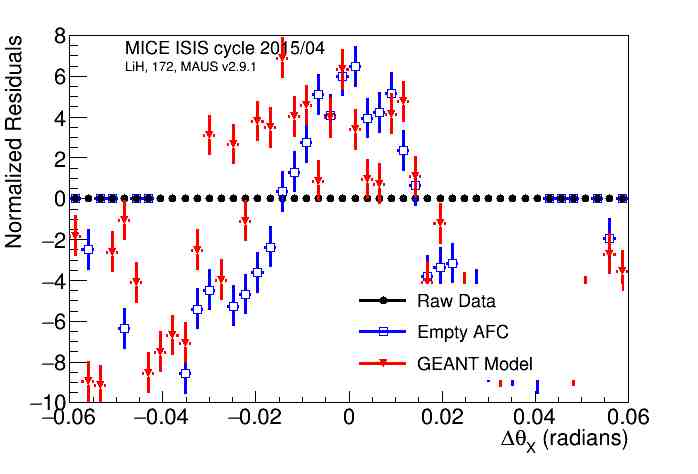 MICE ISIS cycle 2015/04
LiH, 172, MAUS v2.9.1
Normalized Residuals
8
6
4
2
0
−2
−4
−6
−8
−10
−0.06 −0.04 −0.02 0 0.02 0.04 0.06
Raw Data
Empty AFC
GEANT Model
Δθ_X (radians)